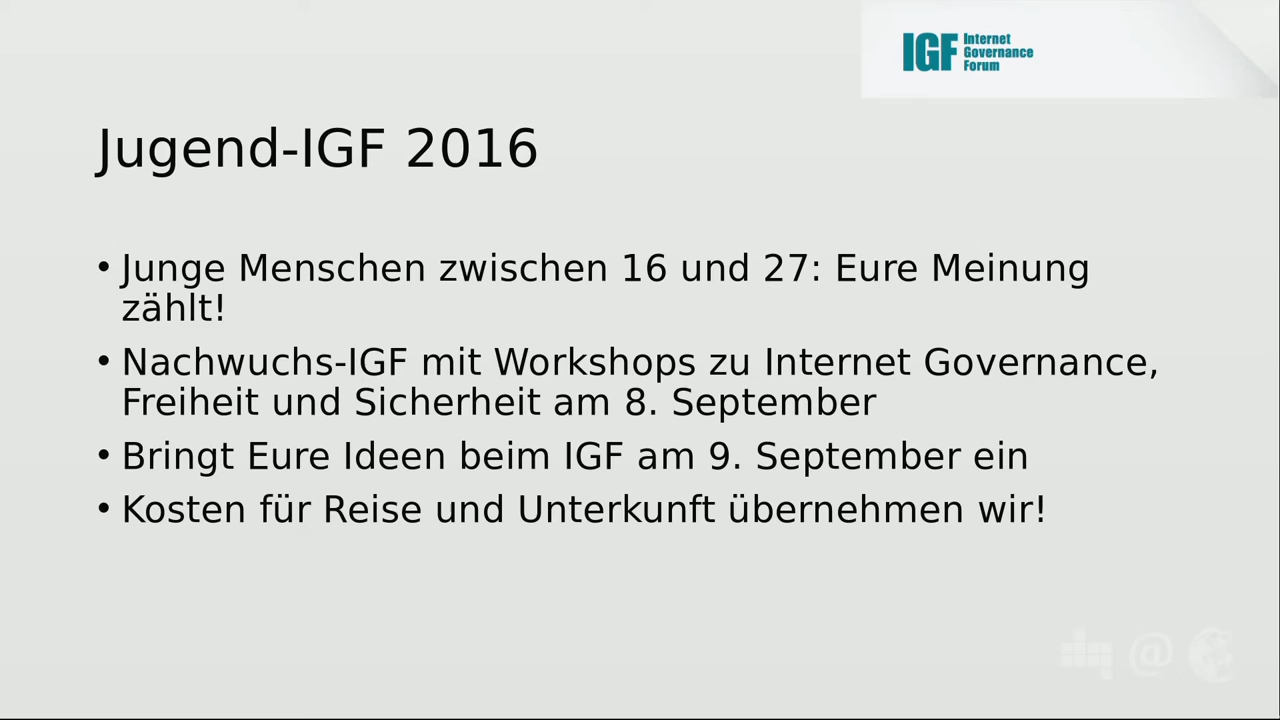 IGF Internet
Governance
Forum
Jugend-IGF 2016
• Junge Menschen zwischen 16 und 27: Eure Meinung
zählt!
• Nachwuchs-IGF mit Workshops zu Internet Governance,
Freiheit und Sicherheit am 8. September
• Bringt Eure Ideen beim IGF am 9. September ein
• Kosten für Reise und Unterkunft übernehmen wir!
@